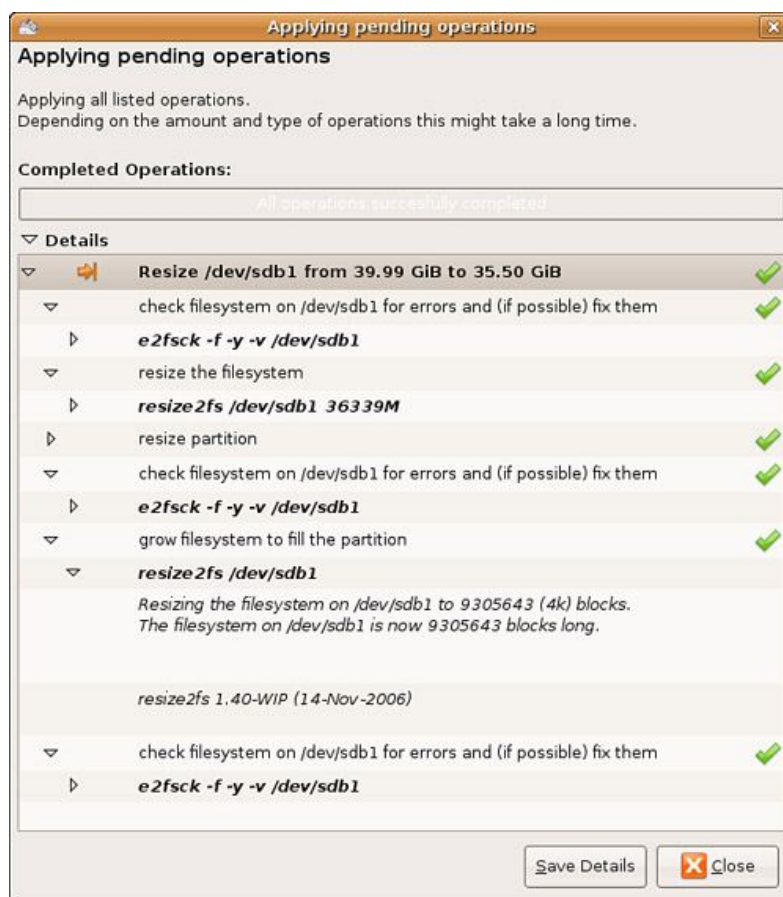 Applying pending operations
Applying pending operations
Applying all listed operations.
Depending on the amount and type of operations this might take a long time.
Completed Operations:
All operations succesfully completed
Details
Resize /dev/sdb1 from 39.99 GiB to 35.50 GiB
check filesystem on /dev/sdb1 for errors and (if possible) fix them
e2fsck -f -y -v /dev/sdb1
resize the filesystem
resize2fs /dev/sdb1 36339M
resize partition
check filesystem on /dev/sdb1 for errors and (if possible) fix them
e2fsck -f -y -v /dev/sdb1
grow filesystem to fill the partition
resize2fs /dev/sdb1
Resizing the filesystem on /dev/sdb1 to 9305643 (4k) blocks.
The filesystem on /dev/sdb1 is now 9305643 blocks long.
resize2fs 1.40-WIP (14-Nov-2006)
check filesystem on /dev/sdb1 for errors and (if possible) fix them
e2fsck -f -y -v /dev/sdb1
Save Details
Close